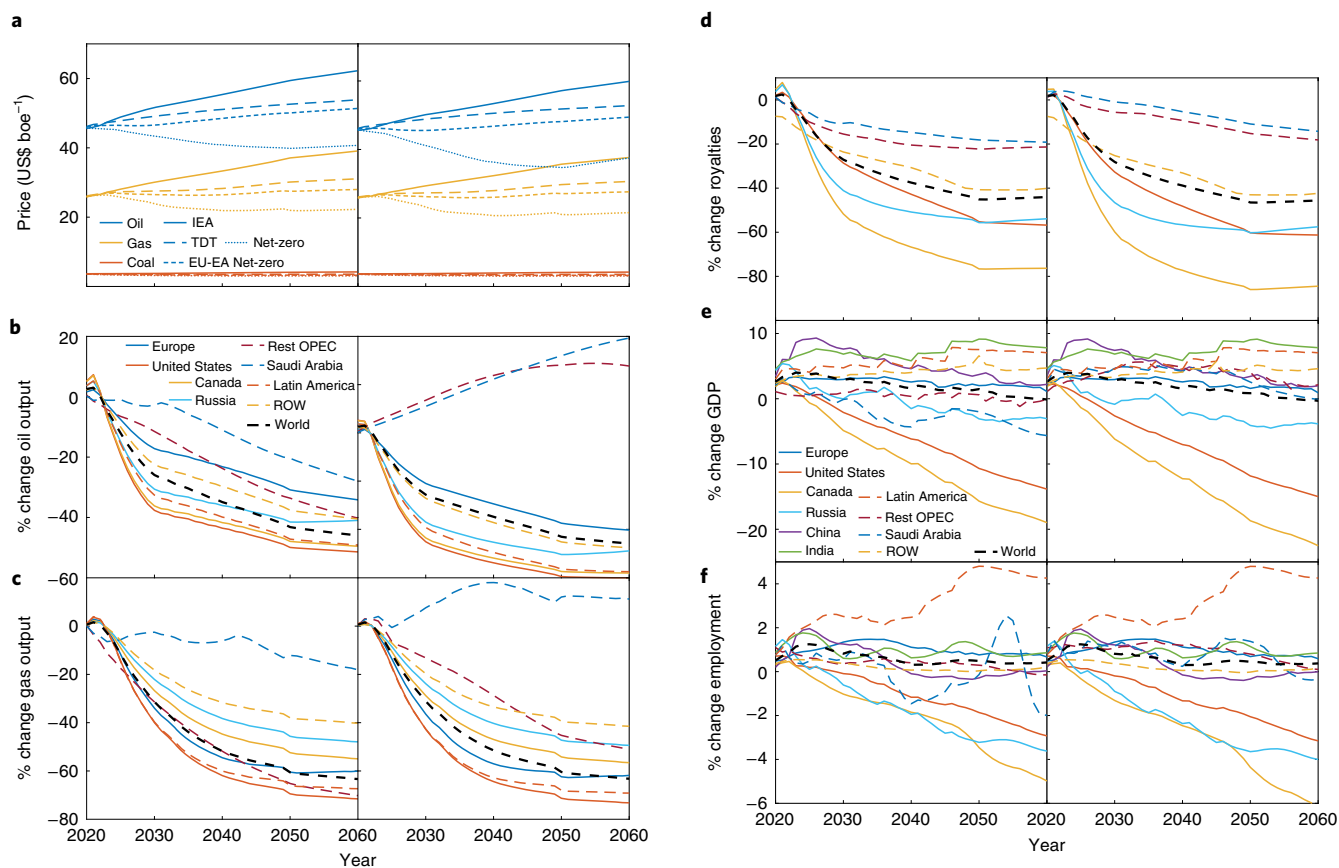 a
Price (US$ boe⁻¹)
60
40
20
Oil
IEA
Gas
TDT
Net-zero
Coal
EU-EA Net-zero
b
% change oil output
20
0
-20
-40
-60
Europe
Rest OPEC
United States
Saudi Arabia
Canada
Latin America
Russia
ROW
World
c
% change gas output
0
-20
-40
-60
-80
2020
2030
2040
2050
2060
2030
2040
2050
2060
Year
d
% change royalties
0
-20
-40
-60
-80
e
% change GDP
10
0
-10
-20
Europe
United States
Canada
Latin America
Russia
Rest OPEC
China
Saudi Arabia
India
ROW
World
f
% change employment
4
2
0
-2
-4
-6
2020
2030
2040
2050
2020
2030
2040
2050
2060
Year